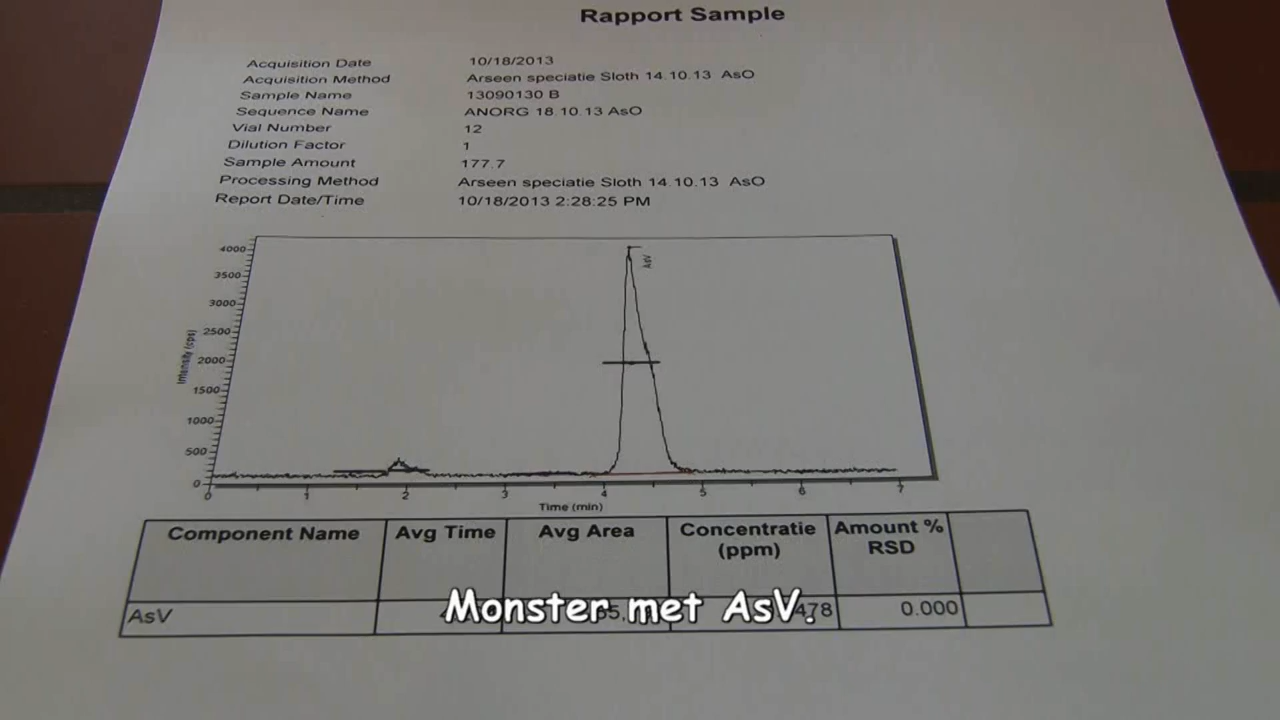 Rapport Sample
Acquisition Date 10/18/2013
Acquisition Method Arseen speciatie Sloth 14.10.13 AsO
Sample Name 13090130 B
Sequence Name ANORG 18.10.13 AsO
Vial Number 12
Dilution Factor 1
Sample Amount 177.7
Processing Method Arseen speciatie Sloth 14.10.13 AsO
Report Date/Time 10/18/2013 2:28:25 PM
AsV
Intensity (cps)
4000
3500
3000
2500
2000
1500
1000
500
0
0 1 2 3 4 5 6 7
Time (min)
Component Name Avg Time Avg Area Concentratie (ppm) Amount % RSD
AsV 478 0.000
Monster met AsV.